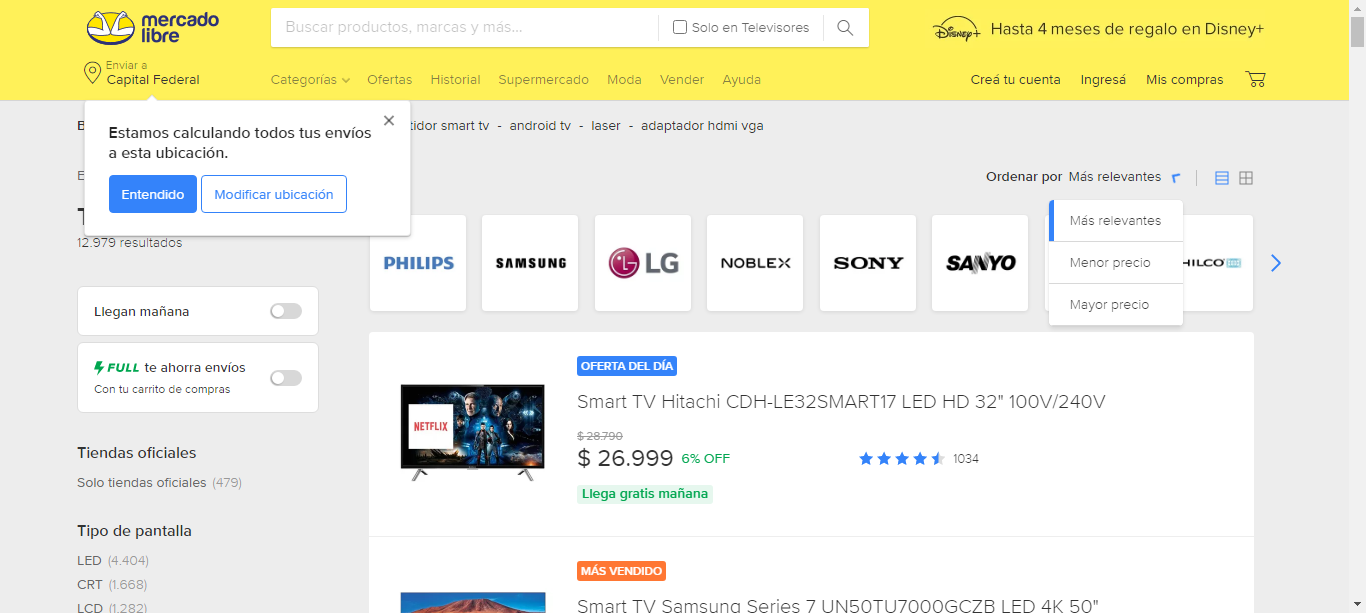 mercado
libre
Buscar productos, marcas y más...
Solo en Televisores
Disney+
Hasta 4 meses de regalo en Disney+
Enviar a
Capital Federal
Categorías
Ofertas
Historial
Supermercado
Moda
Vender
Ayuda
Creá tu cuenta
Ingresá
Mis compras
Estamos calculando todos tus envíos
a esta ubicación.
Entendido
Modificar ubicación
smart tv - android tv - laser - adaptador hdmi vga
Ordenar por Más relevantes
Más relevantes
Menor precio
Mayor precio
12.979 resultados
PHILIPS
SAMSUNG
LG
NOBLEX
SONY
SANYO
Llegan mañana
FULL te ahorra envíos
Con tu carrito de compras
Tiendas oficiales
Solo tiendas oficiales (479)
Tipo de pantalla
LED (4.404)
CRT (1.668)
LCD (1.282)
OFERTA DEL DÍA
Smart TV Hitachi CDH-LE32SMART17 LED HD 32" 100V/240V
NETFLIX
$ 28.790
$ 26.999 6% OFF
1034
Llega gratis mañana
MÁS VENDIDO
Smart TV Samsung Series 7 UN50TU7000GCZB LED 4K 50"